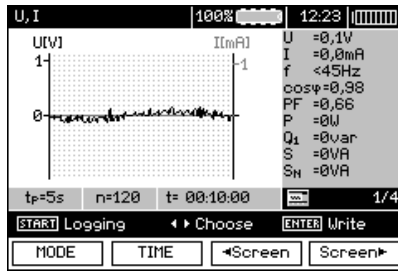 U,I 100% 12:23
U[V] I[mA]
1 1
0
U =0,1V
I =0,0mA
f <45Hz
cosφ=0,98
PF =0,66
P =0W
Q₁ =0var
S =0VA
SN =0VA
tP=5s n=120 t= 00:10:00 1/4
START Logging Choose ENTER Write
MODE TIME Screen Screen